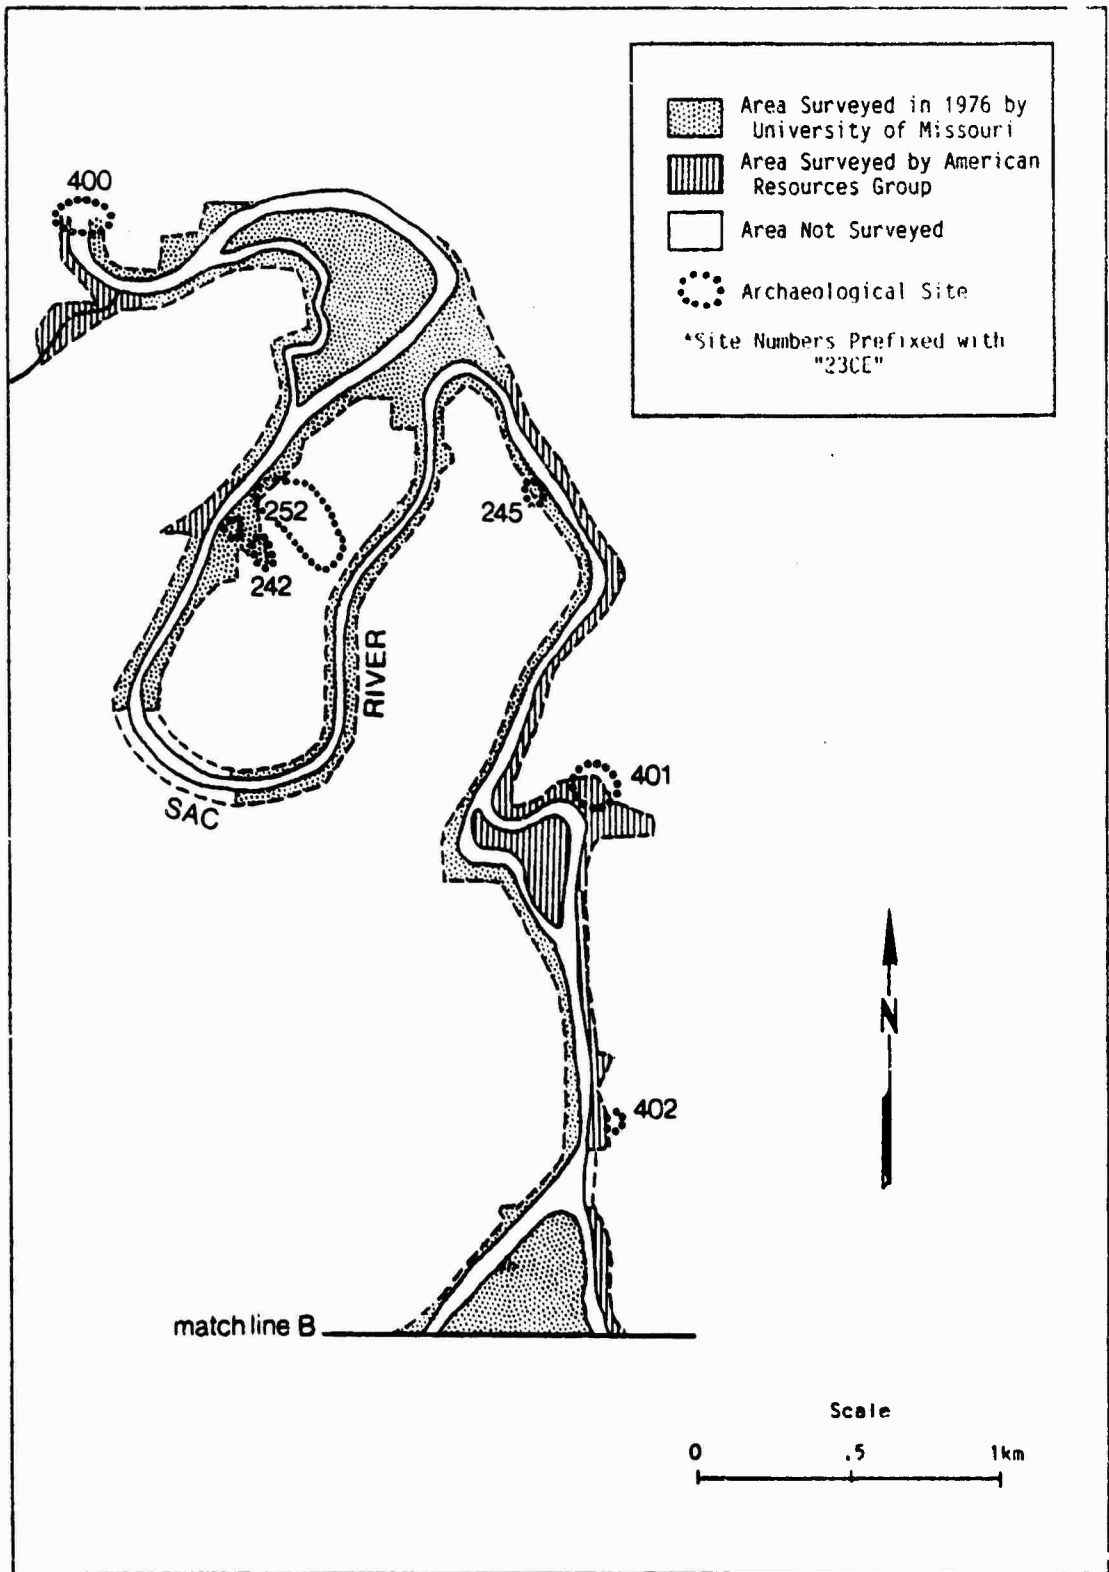 Area Surveyed in 1976 by
University of Missouri
Area Surveyed by American
Resources Group
Area Not Surveyed
Archaeological Site
*Site Numbers Prefixed with
"23CE"
400
252
245
242
RIVER
SAC
401
N
402
match line B
Scale
0 .5 1km